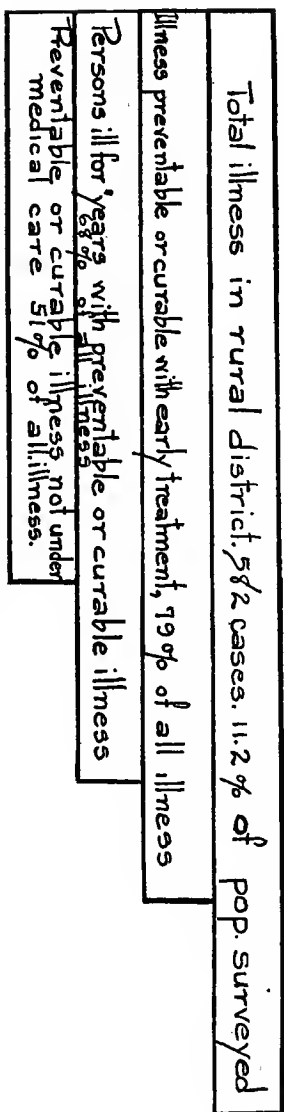 Total illness in rural district, 582 cases. 11.2% of pop. surveyed
Illness preventable or curable with early treatment, 79% of all illness
Persons ill for years with preventable or curable illness
68% of all illness
Preventable or curable illness not under
medical care 51% of all illness.